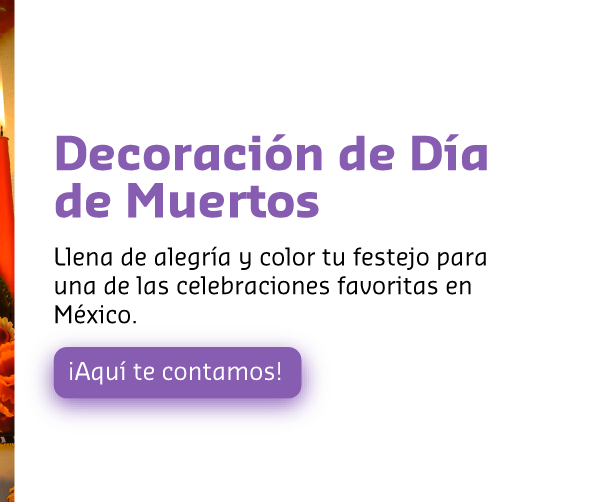 Decoración de Día
de Muertos
Llena de alegría y color tu festejo para
una de las celebraciones favoritas en
México.
¡Aquí te contamos!